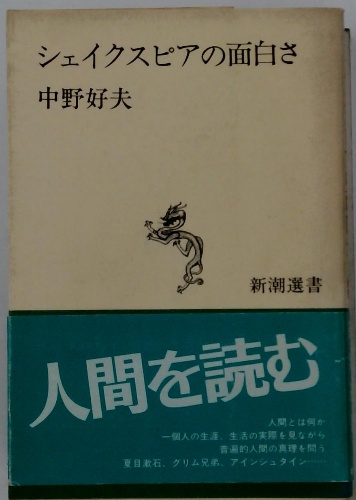 シェイクスピアの面白さ
中野好夫
新潮選書
人間を読む
人間とは何か
一個人の生涯、生活の実際を見ながら
普遍的人間の真理を問う
夏目漱石、グリム兄弟、アインシュタイン――